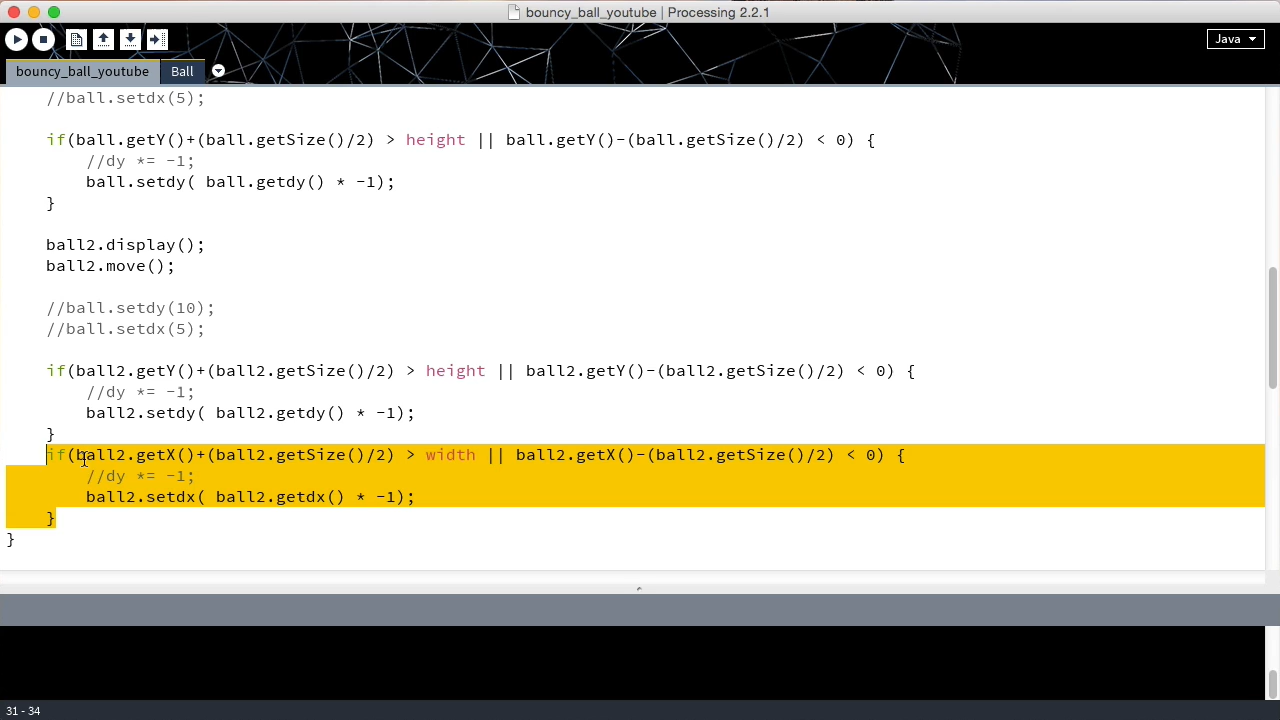 bouncy_ball_youtube | Processing 2.2.1
Java
bouncy_ball_youtube Ball
//ball.setdx(5);
if(ball.getY()+(ball.getSize()/2) > height || ball.getY()-(ball.getSize()/2) < 0) {
//dy *= -1;
ball.setdy( ball.getdy() * -1);
}
ball2.display();
ball2.move();
//ball.setdy(10);
//ball.setdx(5);
if(ball2.getY()+(ball2.getSize()/2) > height || ball2.getY()-(ball2.getSize()/2) < 0) {
//dy *= -1;
ball2.setdy( ball2.getdy() * -1);
}
if(ball2.getX()+(ball2.getSize()/2) > width || ball2.getX()-(ball2.getSize()/2) < 0) {
//dy *= -1;
ball2.setdx( ball2.getdx() * -1);
}
}
31 - 34